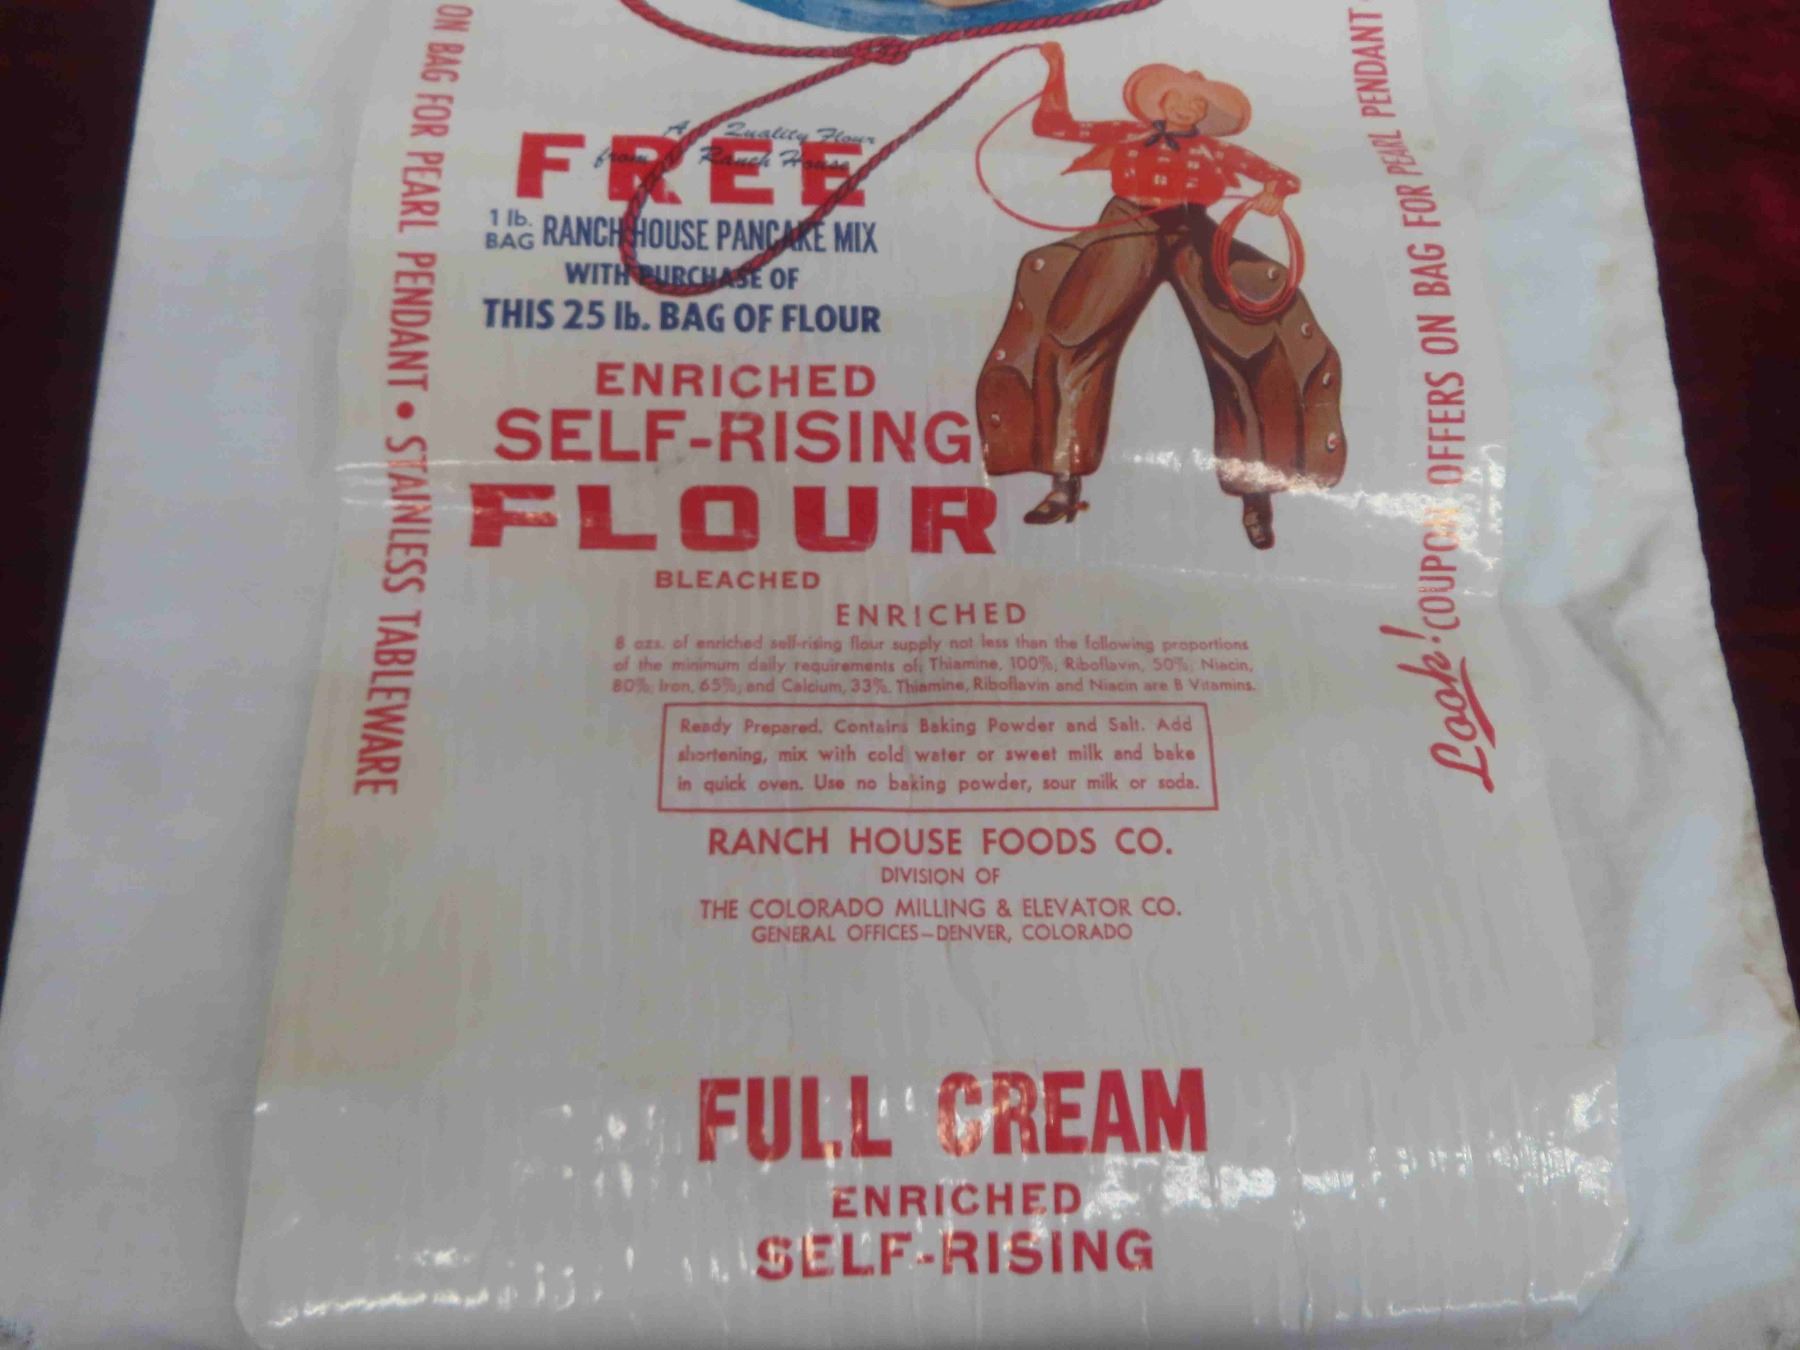 A Quality Flour
from Ranch House
FREE
1 lb. BAG RANCH HOUSE PANCAKE MIX
WITH PURCHASE OF
THIS 25 lb. BAG OF FLOUR
ENRICHED
SELF-RISING
FLOUR
BLEACHED
ENRICHED
8 ozs. of enriched self-rising flour supply not less than the following proportions
of the minimum daily requirements of; Thiamine, 100%; Riboflavin, 50%; Niacin,
80%; Iron, 65%; and Calcium, 33%. Thiamine, Riboflavin and Niacin are B Vitamins.
Ready Prepared. Contains Baking Powder and Salt. Add
shortening, mix with cold water or sweet milk and bake
in quick oven. Use no baking powder, sour milk or soda.
RANCH HOUSE FOODS CO.
DIVISION OF
THE COLORADO MILLING & ELEVATOR CO.
GENERAL OFFICES—DENVER, COLORADO
FULL CREAM
ENRICHED
SELF-RISING
ON BAG FOR PEARL PENDANT • STAINLESS TABLEWARE
Look! COUPON OFFERS ON BAG FOR PEARL PENDANT